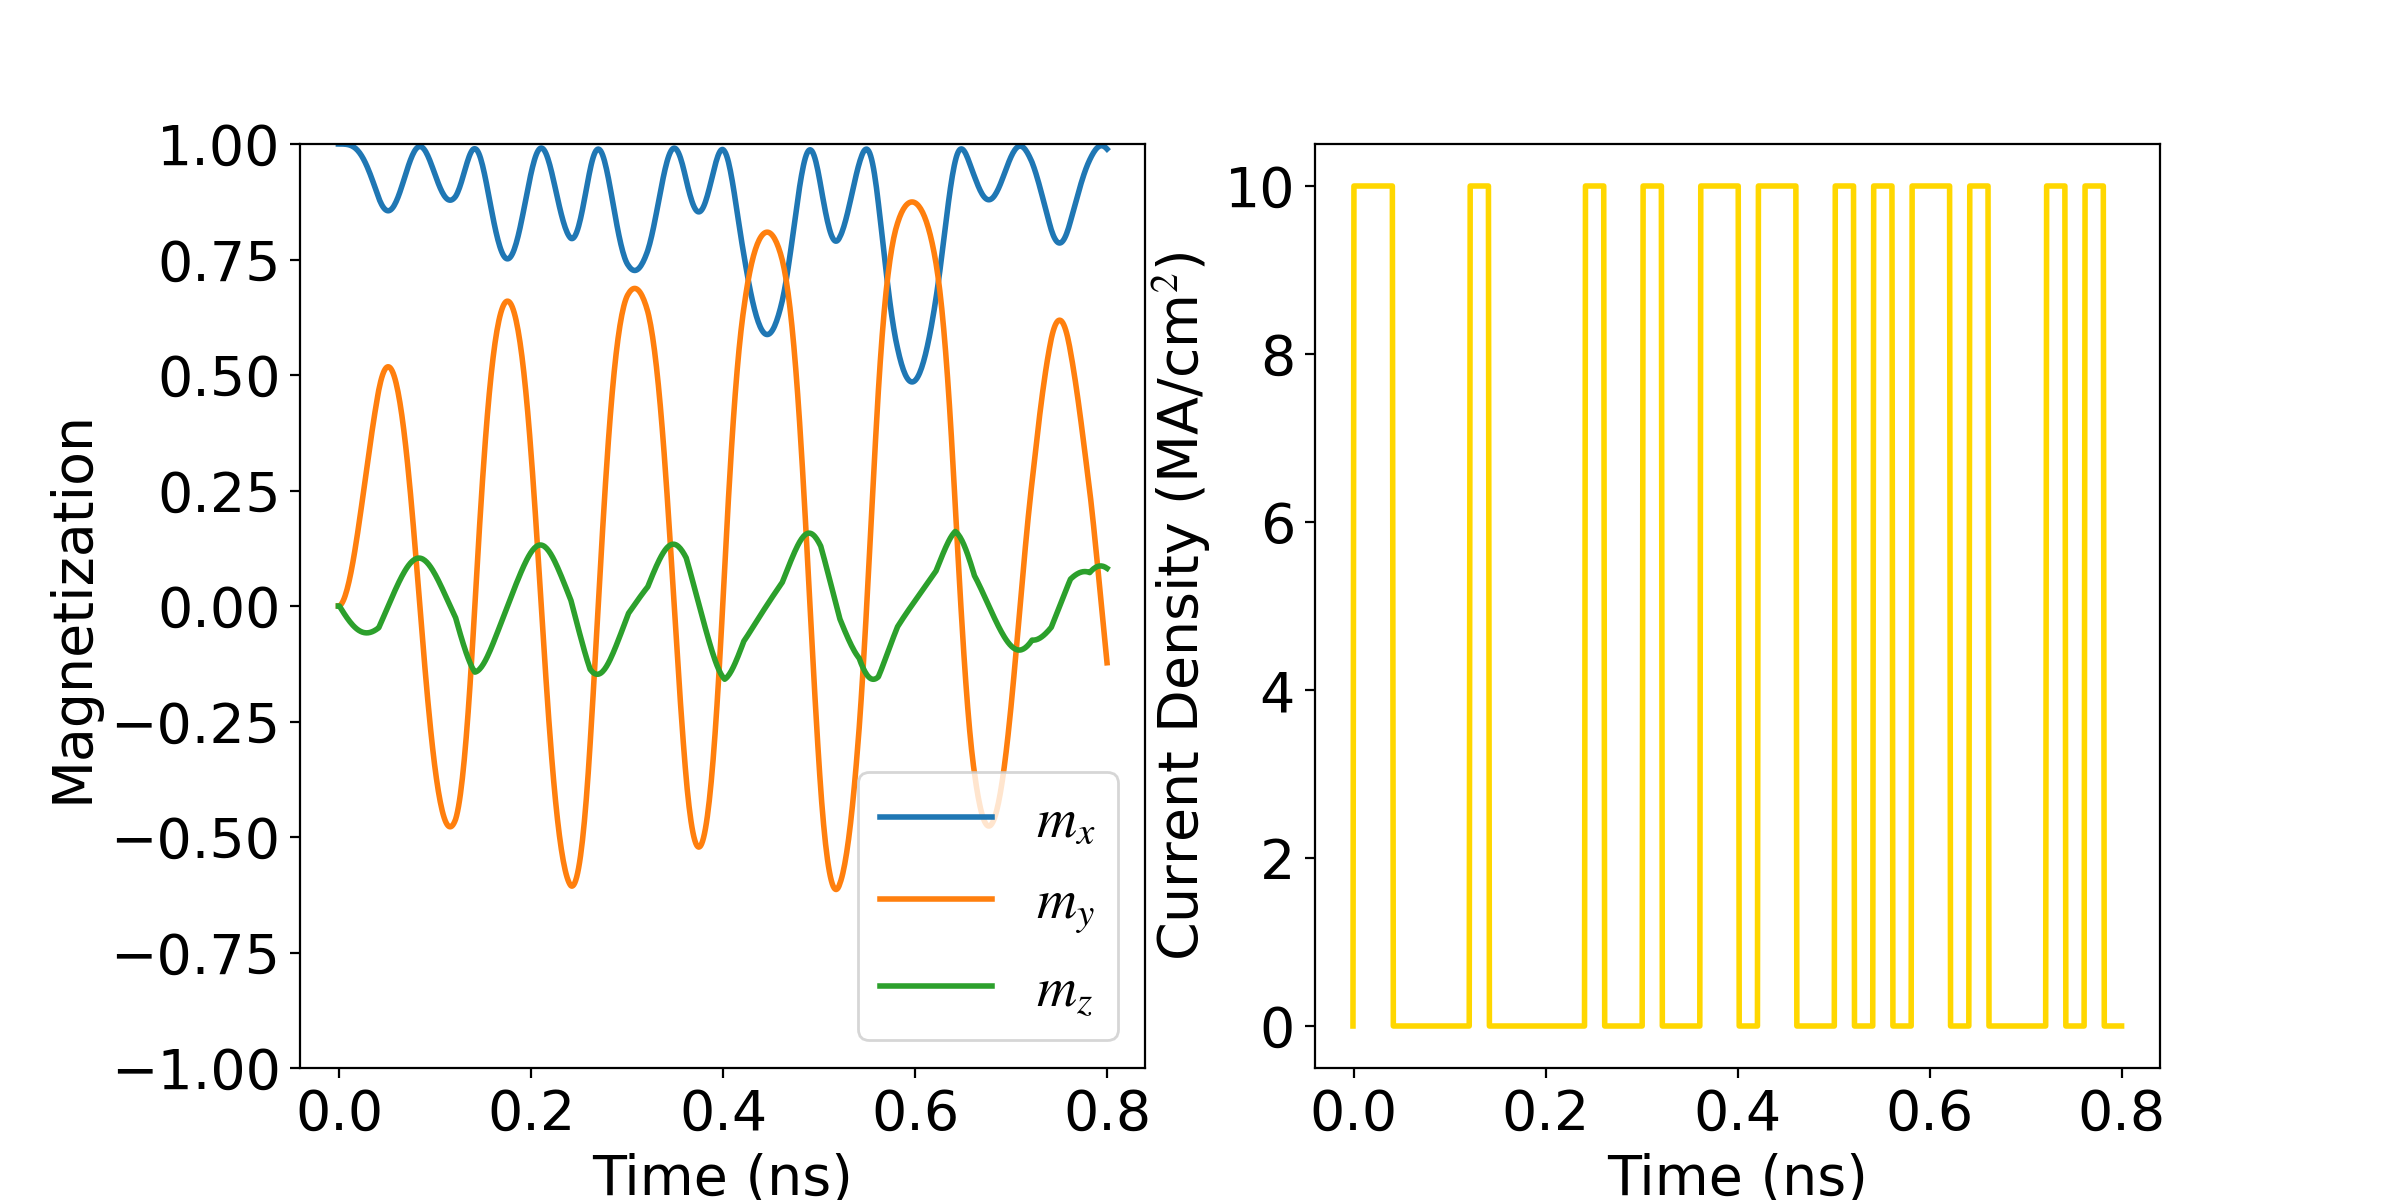 Magnetization
1.00
0.75
0.50
0.25
0.00
−0.25
−0.50
−0.75
−1.00
0.0 0.2 0.4 0.6 0.8
Time (ns)
m_x
m_y
m_z
Current Density (MA/cm²)
10
8
6
4
2
0
0.0 0.2 0.4 0.6 0.8
Time (ns)